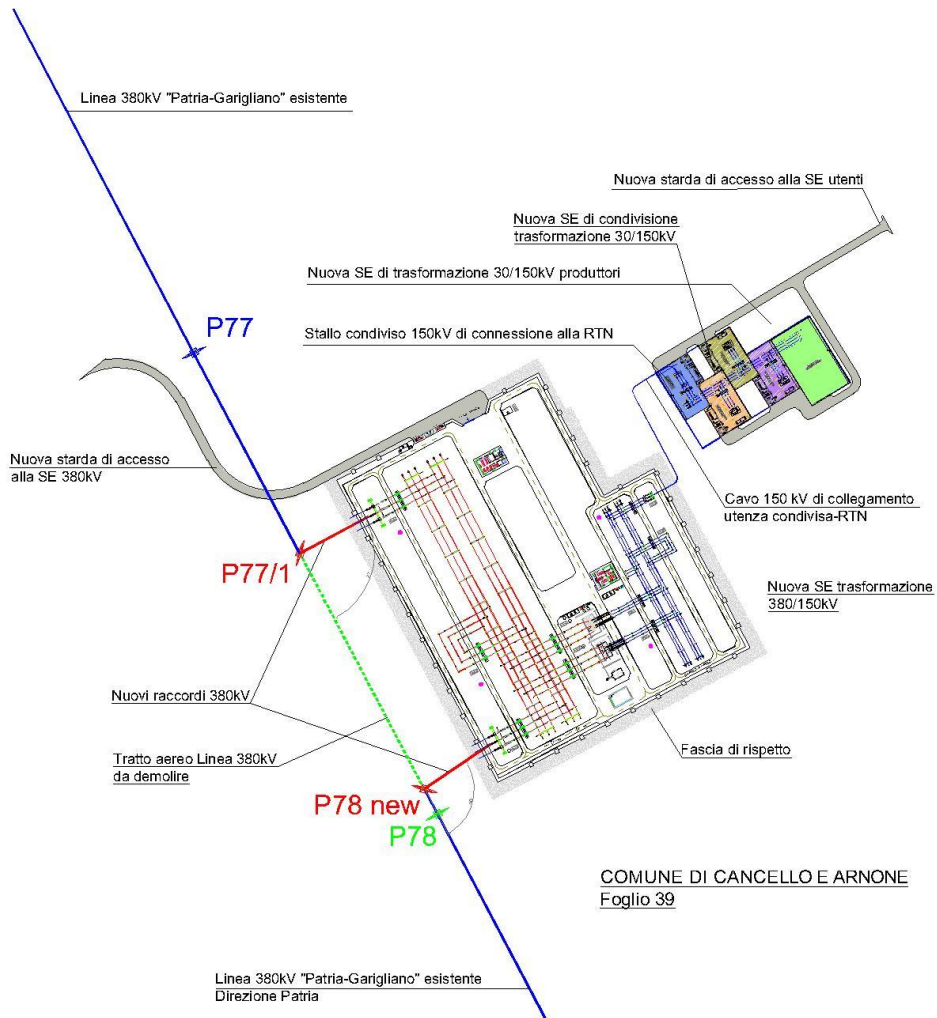 Linea 380kV "Patria-Garigliano" esistente
Nuova starda di accesso alla SE utenti
Nuova SE di condivisione
trasformazione 30/150kV
Nuova SE di trasformazione 30/150kV produttori
P77
Stallo condiviso 150kV di connessione alla RTN
Nuova starda di accesso
alla SE 380kV
Cavo 150 kV di collegamento
utenza condivisa-RTN
P77/1
Nuova SE trasformazione
380/150kV
Nuovi raccordi 380kV
Fascia di rispetto
Tratto aereo Linea 380kV
da demolire
P78 new
P78
COMUNE DI CANCELLO E ARNONE
Foglio 39
Linea 380kV "Patria-Garigliano" esistente
Direzione Patria